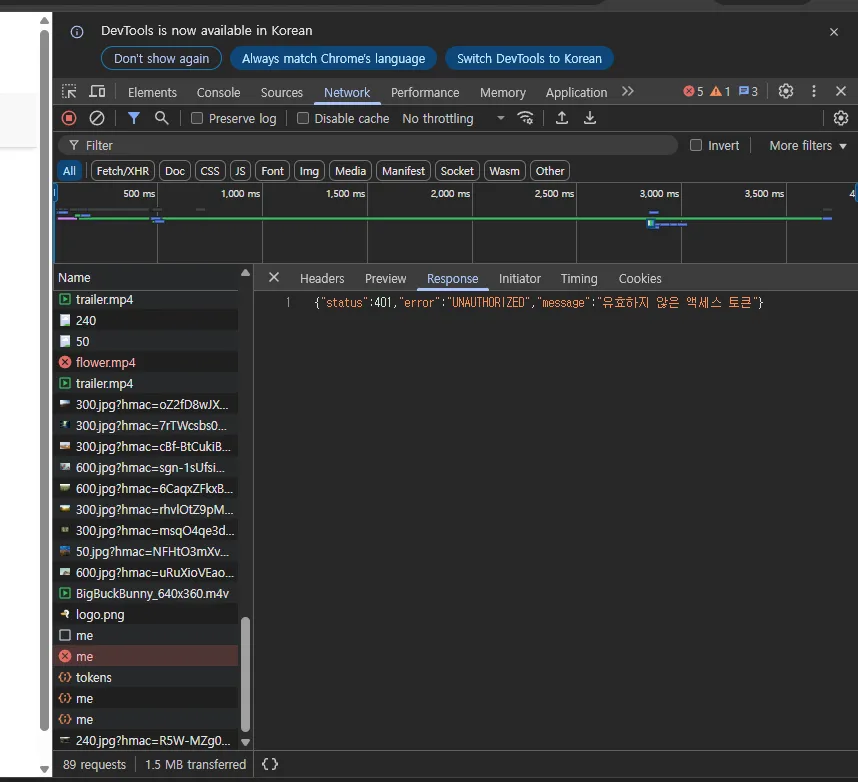 DevTools is now available in Korean
Don't show again Always match Chrome's language Switch DevTools to Korean
Elements Console Sources Network Performance Memory Application 5 1 3
Preserve log Disable cache No throttling
Filter Invert More filters
All Fetch/XHR Doc CSS JS Font Img Media Manifest Socket Wasm Other
500 ms 1,000 ms 1,500 ms 2,000 ms 2,500 ms 3,000 ms 3,500 ms 4
Name Headers Preview Response Initiator Timing Cookies
1 {"status":401,"error":"UNAUTHORIZED","message":"유효하지 않은 액세스 토큰"}
trailer.mp4
240
50
flower.mp4
trailer.mp4
300.jpg?hmac=oZ2fD8wJX...
300.jpg?hmac=7rTWcsbs0...
300.jpg?hmac=cBf-BtCukiB...
600.jpg?hmac=sgn-1sUfsi...
600.jpg?hmac=6CaqxZFkxB...
300.jpg?hmac=rhvlOtZ9pM...
300.jpg?hmac=msqO4qe3d...
50.jpg?hmac=NFHtO3mXv...
600.jpg?hmac=uRuXioVEao...
BigBuckBunny_640x360.m4v
logo.png
me
me
tokens
me
me
240.jpg?hmac=R5W-MZg0...
89 requests 1.5 MB transferred {}